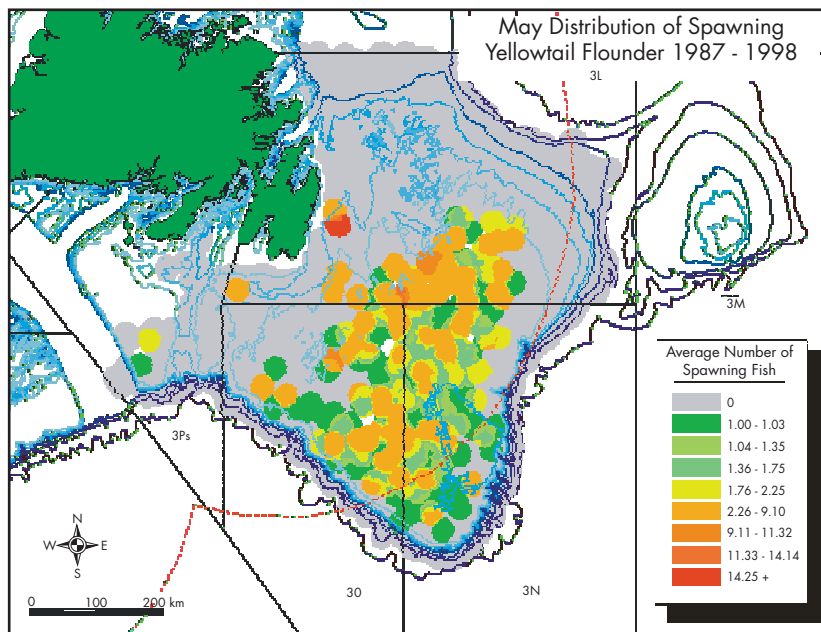 May Distribution of Spawning
Yellowtail Flounder 1987 - 1998
3L
3M
Average Number of
Spawning Fish
0
1.00 - 1.03
1.04 - 1.35
1.36 - 1.75
1.76 - 2.25
2.26 - 9.10
9.11 - 11.32
11.33 - 14.14
14.25 +
3Ps
N
W E
S
0 100 200 km
30
3N